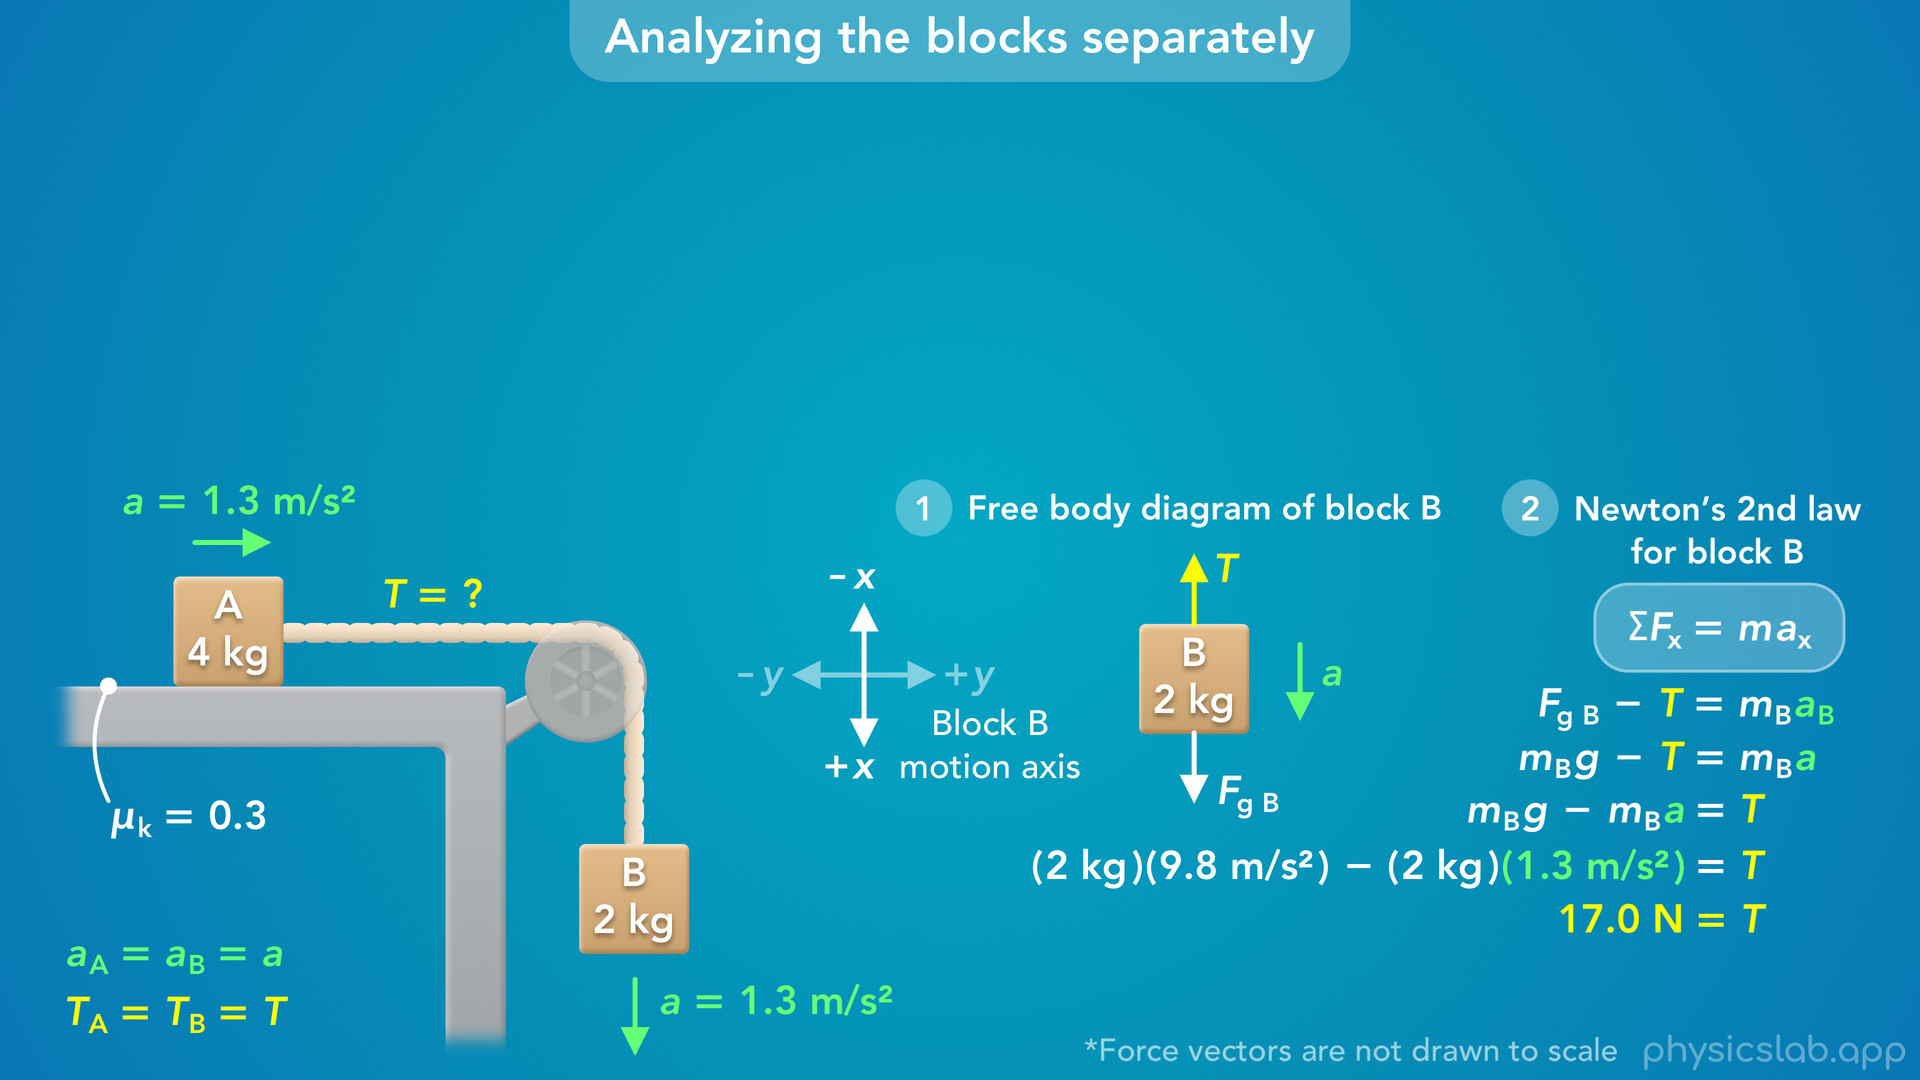 Analyzing the blocks separately
a = 1.3 m/s²
A
4 kg
T = ?
μk = 0.3
B
2 kg
a = 1.3 m/s²
aA = aB = a
TA = TB = T
− x
− y
+ y
+ x
Block B
motion axis
1 Free body diagram of block B
T
B
2 kg
a
Fg B
2 Newton’s 2nd law
for block B
ΣFx = max
Fg B − T = mBaB
mBg − T = mBa
mBg − mBa = T
(2 kg)(9.8 m/s²) − (2 kg)(1.3 m/s²) = T
17.0 N = T
*Force vectors are not drawn to scale
physicslab.app